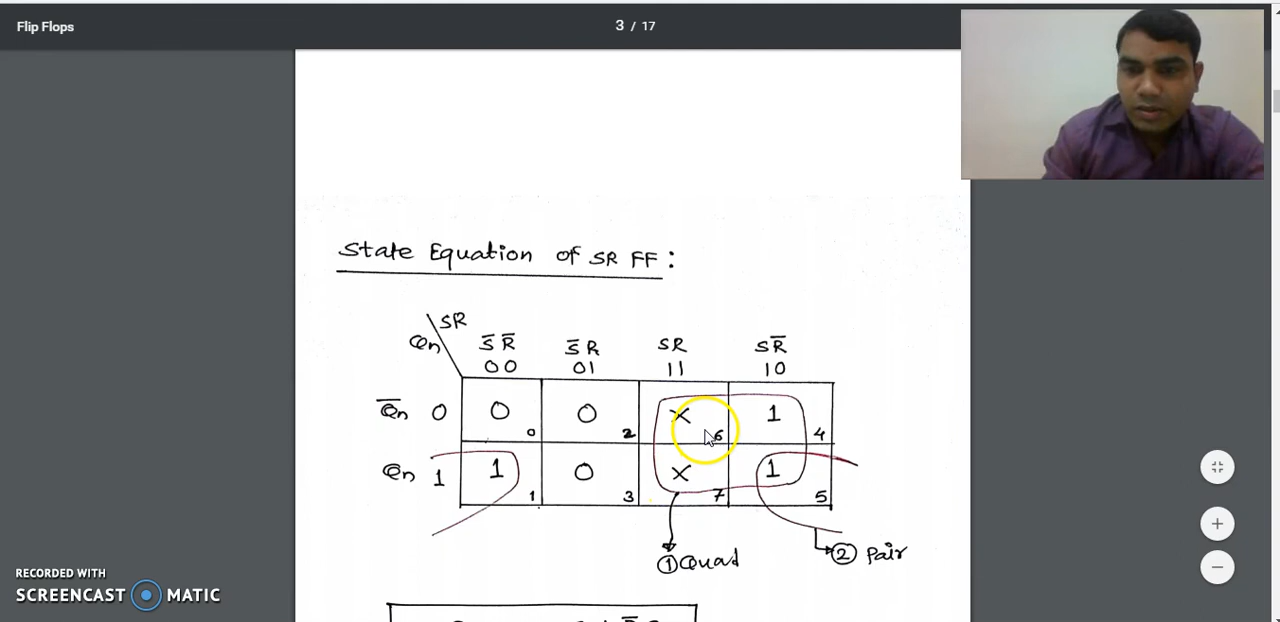 Flip Flops
3 / 17
State Equation of SR FF :
SR
Qn
S̅ R̅ S̅ R SR S R̅
00 01 11 10
Q̅n 0 0 0 × 1
0 2 6 4
Qn 1 1 0 × 1
1 3 7 5
① Quad
② Pair
RECORDED WITH
SCREENCAST MATIC